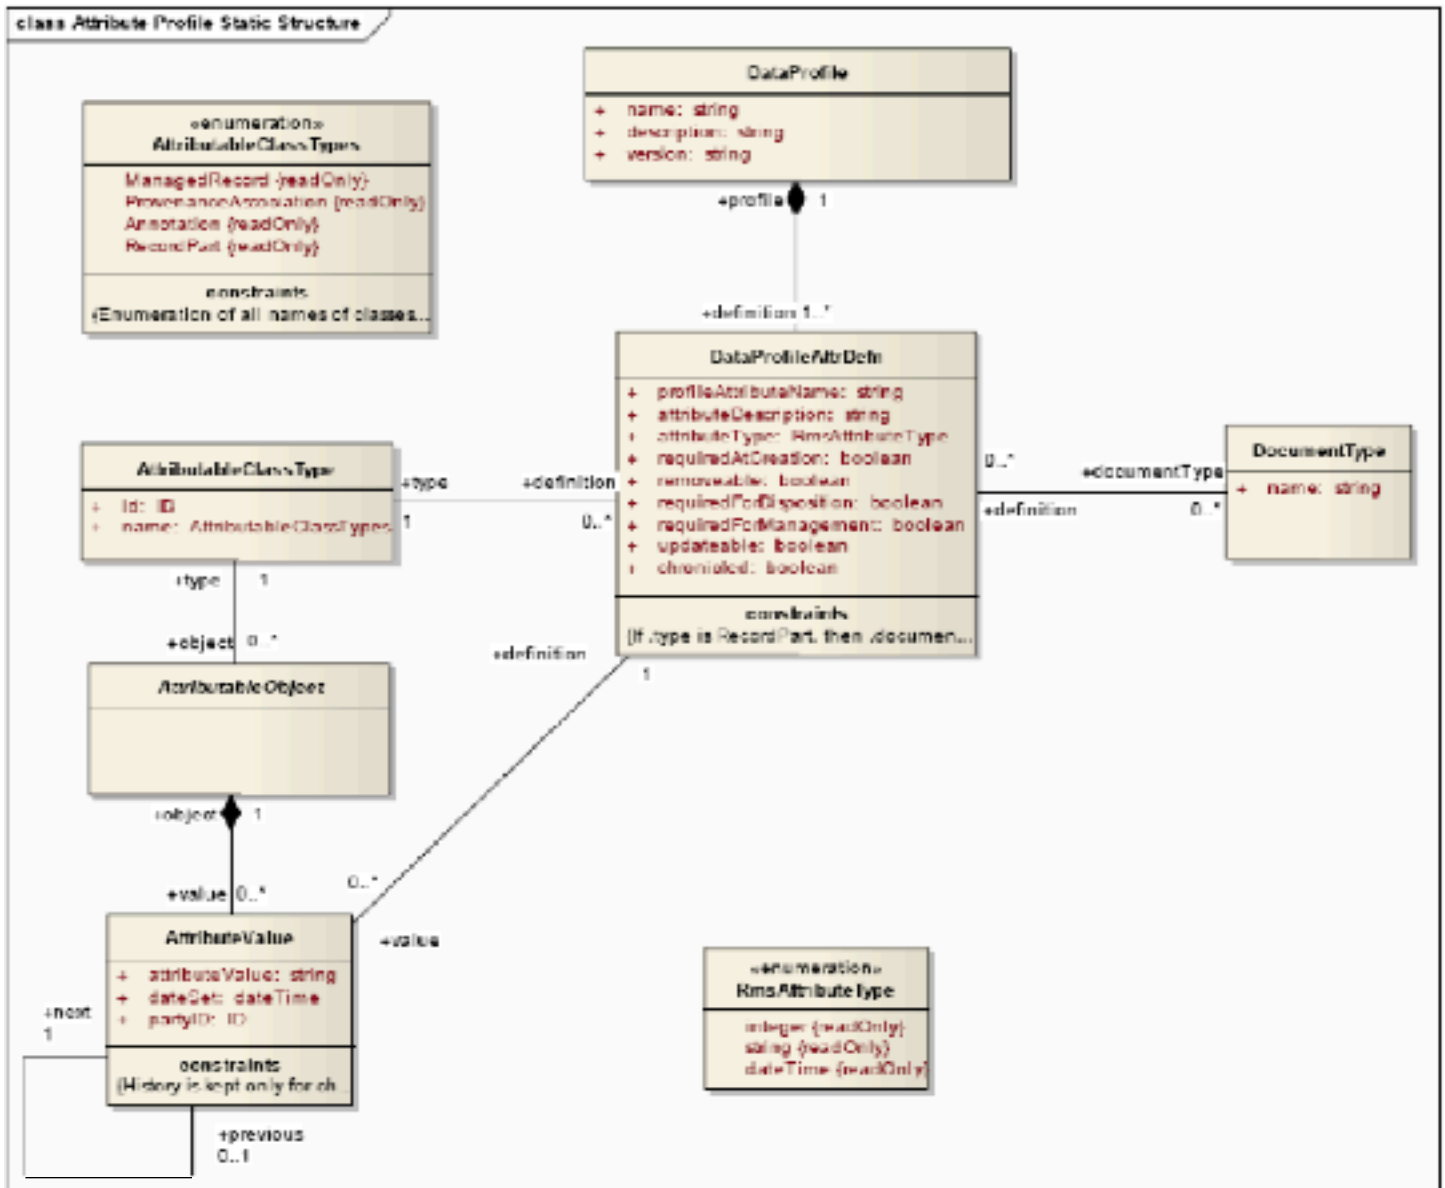 class Attribute Profile Static Structure
DataProfile
+ name: string
+ description: string
+ version: string
«enumeration»
AttributableClassTypes
ManagedRecord {readOnly}
ProvenanceAssociation {readOnly}
Annotation {readOnly}
RecordPart {readOnly}
constraints
{Enumeration of all names of classes...
+profile 1
+definition 1..*
DataProfileAttrDefn
+ profileAttributeName: string
+ attributeDescription: string
+ attributeType: RmsAttributeType
+ requiredAtCreation: boolean
+ removeable: boolean
+ requiredForDisposition: boolean
+ requiredForManagement: boolean
+ updateable: boolean
+ chronicled: boolean
constraints
{If .type is RecordPart, then .documen...
DocumentType
+ name: string
0..*
+documentType
+definition
0..*
AttributableClassType
+ id: ID
+ name: AttributableClassTypes
+type
1
+definition
0..*
+type 1
+object 0..*
AttributableObject
+definition
1
+object 1
+value 0..*
0..*
+value
AttributeValue
+ attributeValue: string
+ dateSet: dateTime
+ partyID: ID
constraints
{History is kept only for ch...
+next
1
+previous
0..1
«enumeration»
RmsAttributeType
integer {readOnly}
string {readOnly}
dateTime {readOnly}